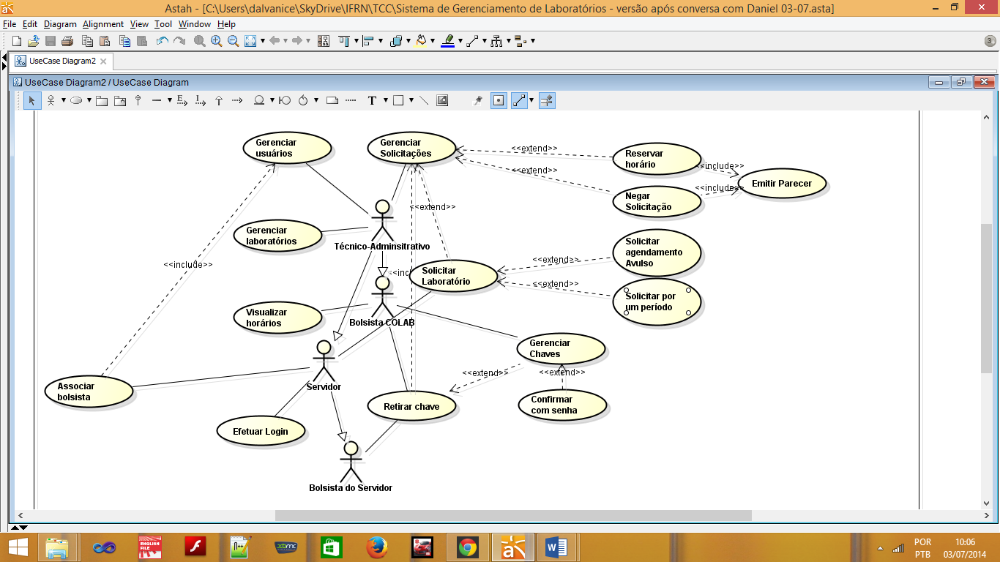 Astah - [C:\Users\dalvanice\SkyDrive\IFRN\TCC\Sistema de Gerenciamento de Laboratórios - versão após conversa com Daniel 03-07.asta]
File Edit Diagram Alignment View Tool Window Help
UseCase Diagram2
UseCase Diagram2 / UseCase Diagram
T
Gerenciar
usuários
Gerenciar
Solicitações
<<extend>>
Reservar
horário
<<include>>
<<extend>>
Emitir Parecer
<<include>>
Negar
Solicitação
<<extend>>
Gerenciar
laboratórios
Técnico-Adminsitrativo
Solicitar
agendamento
Avulso
<<extend>>
<<include>>
<<inc
Solicitar
Laboratório
<<extend>>
Solicitar por
um período
Visualizar
horários
Bolsista COLAB
Gerenciar
Chaves
<<extend>>
<<extend>>
Servidor
Associar
bolsista
Retirar chave
Confirmar
com senha
Efetuar Login
Bolsista do Servidor
ENGLISH
FILE
xbmc
W
POR
PTB
10:06
03/07/2014